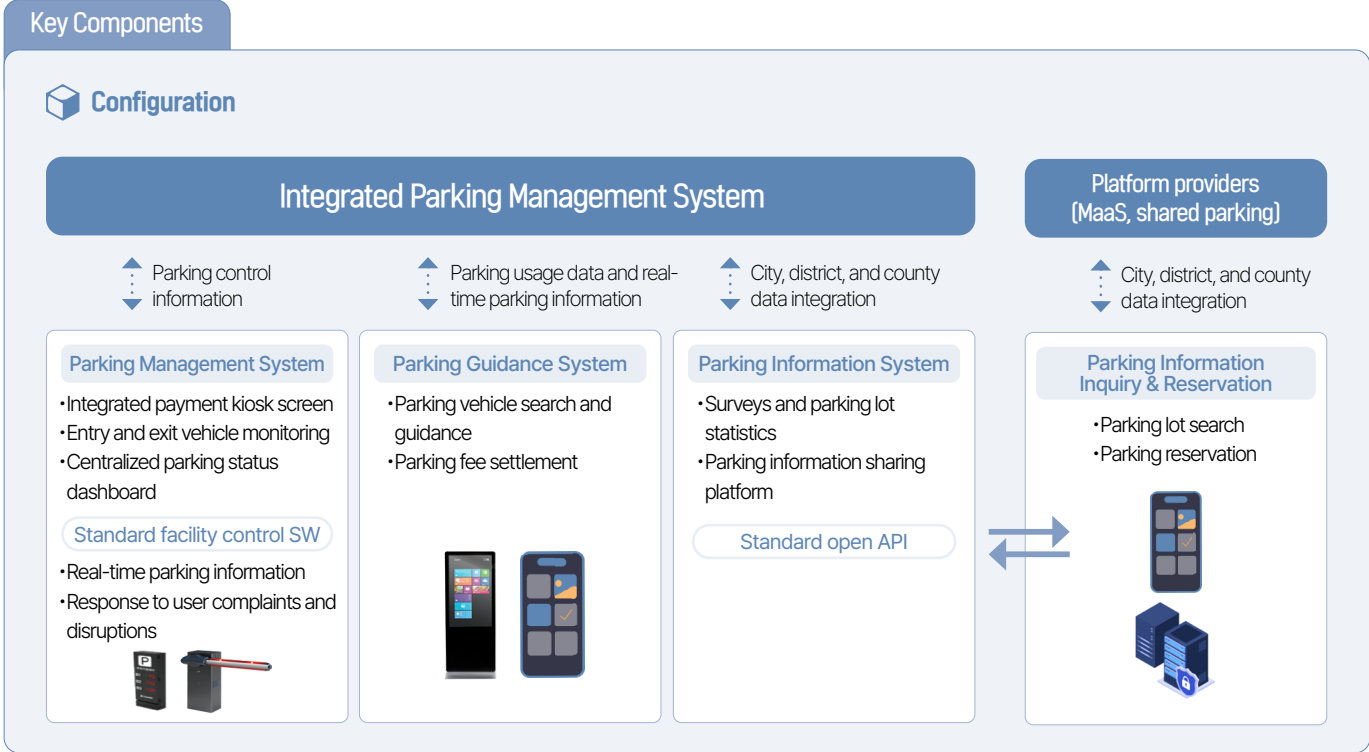 Key Components
Configuration
Integrated Parking Management System
Platform providers
(MaaS, shared parking)
Parking control
information
Parking usage data and real-
time parking information
City, district, and county
data integration
City, district, and county
data integration
Parking Management System
·Integrated payment kiosk screen
·Entry and exit vehicle monitoring
·Centralized parking status
dashboard
Standard facility control SW
·Real-time parking information
·Response to user complaints and
disruptions
P
Parking Guidance System
·Parking vehicle search and
guidance
·Parking fee settlement
Parking Information System
·Surveys and parking lot
statistics
·Parking information sharing
platform
Standard open API
Parking Information
Inquiry & Reservation
·Parking lot search
·Parking reservation